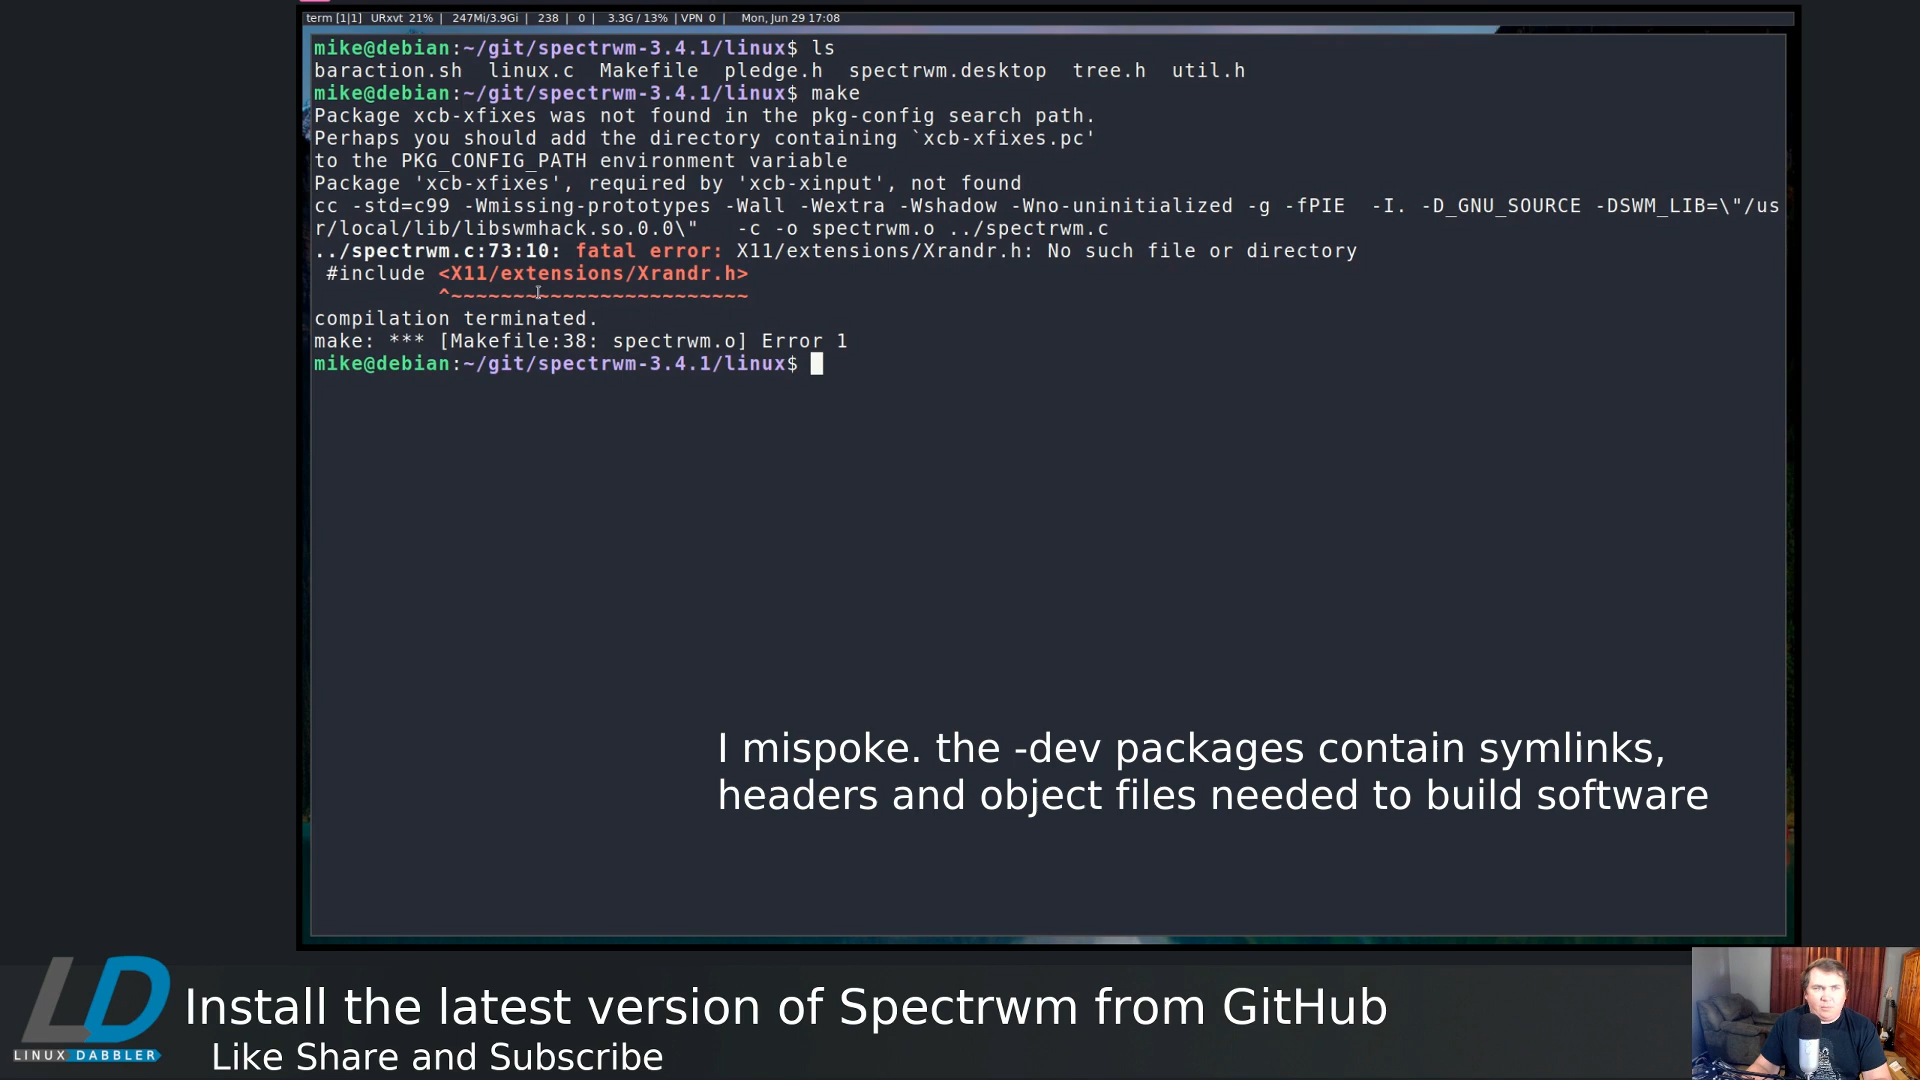 term [1|1]  URxvt 21% |  247Mi/3.9Gi |  238 |  0 |  3.3G / 13% | VPN 0 |  Mon, Jun 29 17:08
mike@debian:~/git/spectrwm-3.4.1/linux$ ls
baraction.sh  linux.c  Makefile  pledge.h  spectrwm.desktop  tree.h  util.h
mike@debian:~/git/spectrwm-3.4.1/linux$ make
Package xcb-xfixes was not found in the pkg-config search path.
Perhaps you should add the directory containing `xcb-xfixes.pc'
to the PKG_CONFIG_PATH environment variable
Package 'xcb-xfixes', required by 'xcb-xinput', not found
cc -std=c99 -Wmissing-prototypes -Wall -Wextra -Wshadow -Wno-uninitialized -g -fPIE  -I. -D_GNU_SOURCE -DSWM_LIB=\"/us
r/local/lib/libswmhack.so.0.0\"   -c -o spectrwm.o ../spectrwm.c
../spectrwm.c:73:10: fatal error: X11/extensions/Xrandr.h: No such file or directory
 #include <X11/extensions/Xrandr.h>
          ^~~~~~~~~~~~~~~~~~~~~~~~~
compilation terminated.
make: *** [Makefile:38: spectrwm.o] Error 1
mike@debian:~/git/spectrwm-3.4.1/linux$
I mispoke. the -dev packages contain symlinks,
headers and object files needed to build software
LD
LINUX DABBLER
Install the latest version of Spectrwm from GitHub
Like Share and Subscribe